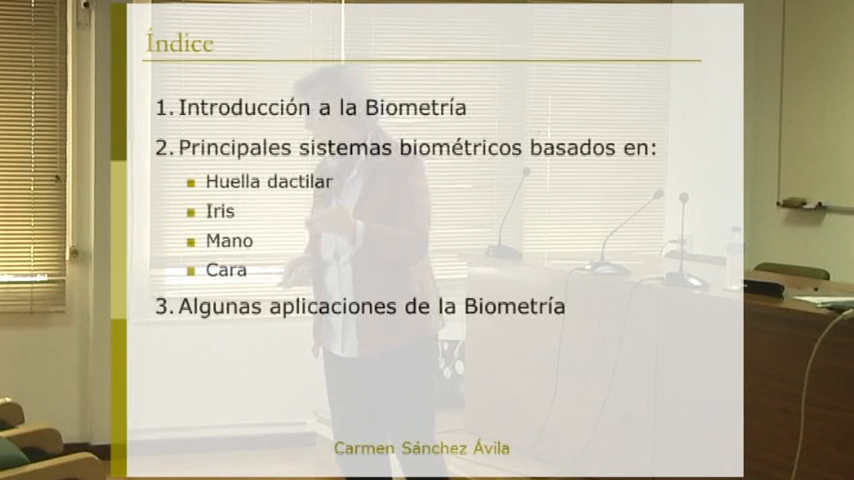 Índice
1. Introducción a la Biometría
2. Principales sistemas biométricos basados en:
Huella dactilar
Iris
Mano
Cara
3. Algunas aplicaciones de la Biometría
Carmen Sánchez Ávila